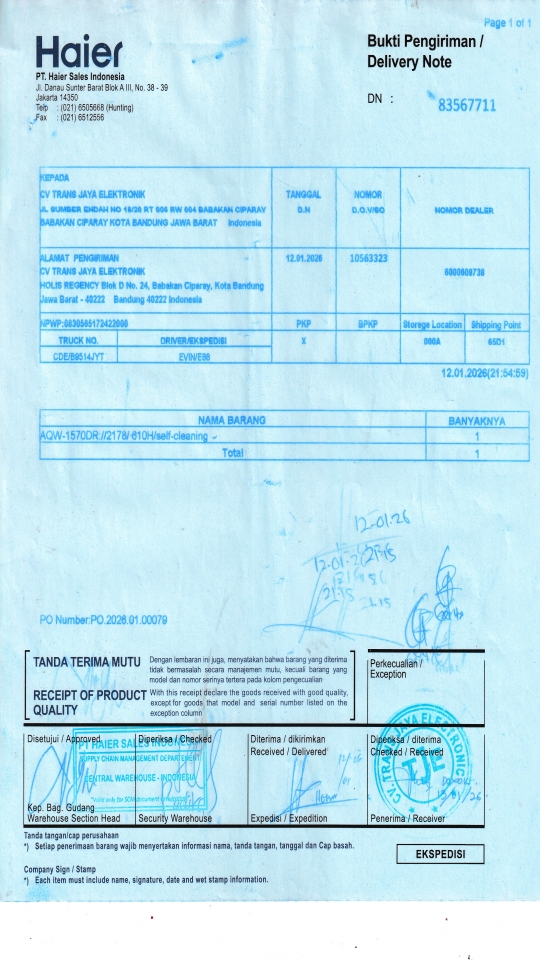 Page 1 of 1
Haier
Bukti Pengiriman /
Delivery Note
PT. Haier Sales Indonesia
Jl. Danau Sunter Barat Blok A III, No. 38 - 39
Jakarta 14350
Telp : (021) 6505668 (Hunting)
Fax : (021) 6512556
DN : 83567711
KEPADA
CV TRANS JAYA ELEKTRONIK
JL SUMBER ENDAH NO 18/20 RT 006 RW 004 BABAKAN CIPARAY
BABAKAN CIPARAY KOTA BANDUNG JAWA BARAT Indonesia
TANGGAL
D.N
NOMOR
D.O.V/SO
NOMOR DEALER
ALAMAT PENGIRIMAN
CV TRANS JAYA ELEKTRONIK
HOLIS REGENCY Blok D No. 24, Babakan Ciparay, Kota Bandung
Jawa Barat - 40222 Bandung 40222 Indonesia
12.01.2026
10563323
6000609738
NPWP:0830565172422000
PKP
BPKP
Storege Location
Shipping Point
TRUCK NO.
DRIVER/EKSPEDISI
X
000A
65D1
CDE/B9514JYT
EVIN/E66
12.01.2026(21:54:59)
NAMA BARANG
BANYAKNYA
AQW-1570DR://2178/ 610H/self-cleaning
1
Total
1
12-01.26
21.15
PO Number:PO.2026.01.00079
TANDA TERIMA MUTU
Dengan lembaran ini juga, menyatakan bahwa barang yang diterima
tidak bermasalah secara manajemen mutu, kecuali barang yang
model dan nomor serinya tertera pada kolom pengecualian
RECEIPT OF PRODUCT
QUALITY
With this receipt declare the goods received with good quality,
except for goods that model and serial number listed on the
exception column
Perkecualian /
Exception
Disetujui / Approved
Diperiksa / Checked
Diterima / dikirimkan
Received / Delivered
Diperiksa / diterima
Checked / Received
PT HAIER SALES INDONESIA
SUPPLY CHAIN MANAGEMENT DEPARTMENT
CENTRAL WAREHOUSE - INDONESIA
CV. TRANS JAYA ELEKTRONIC
TJE
Kep. Bag. Gudang
Warehouse Section Head
Security Warehouse
Expedisi / Expedition
Penerima / Receiver
Tanda tangan/cap perusahaan
*) Setiap penerimaan barang wajib menyertakan informasi nama, tanda tangan, tanggal dan Cap basah.
EKSPEDISI
Company Sign / Stamp
*) Each item must include name, signature, date and wet stamp information.